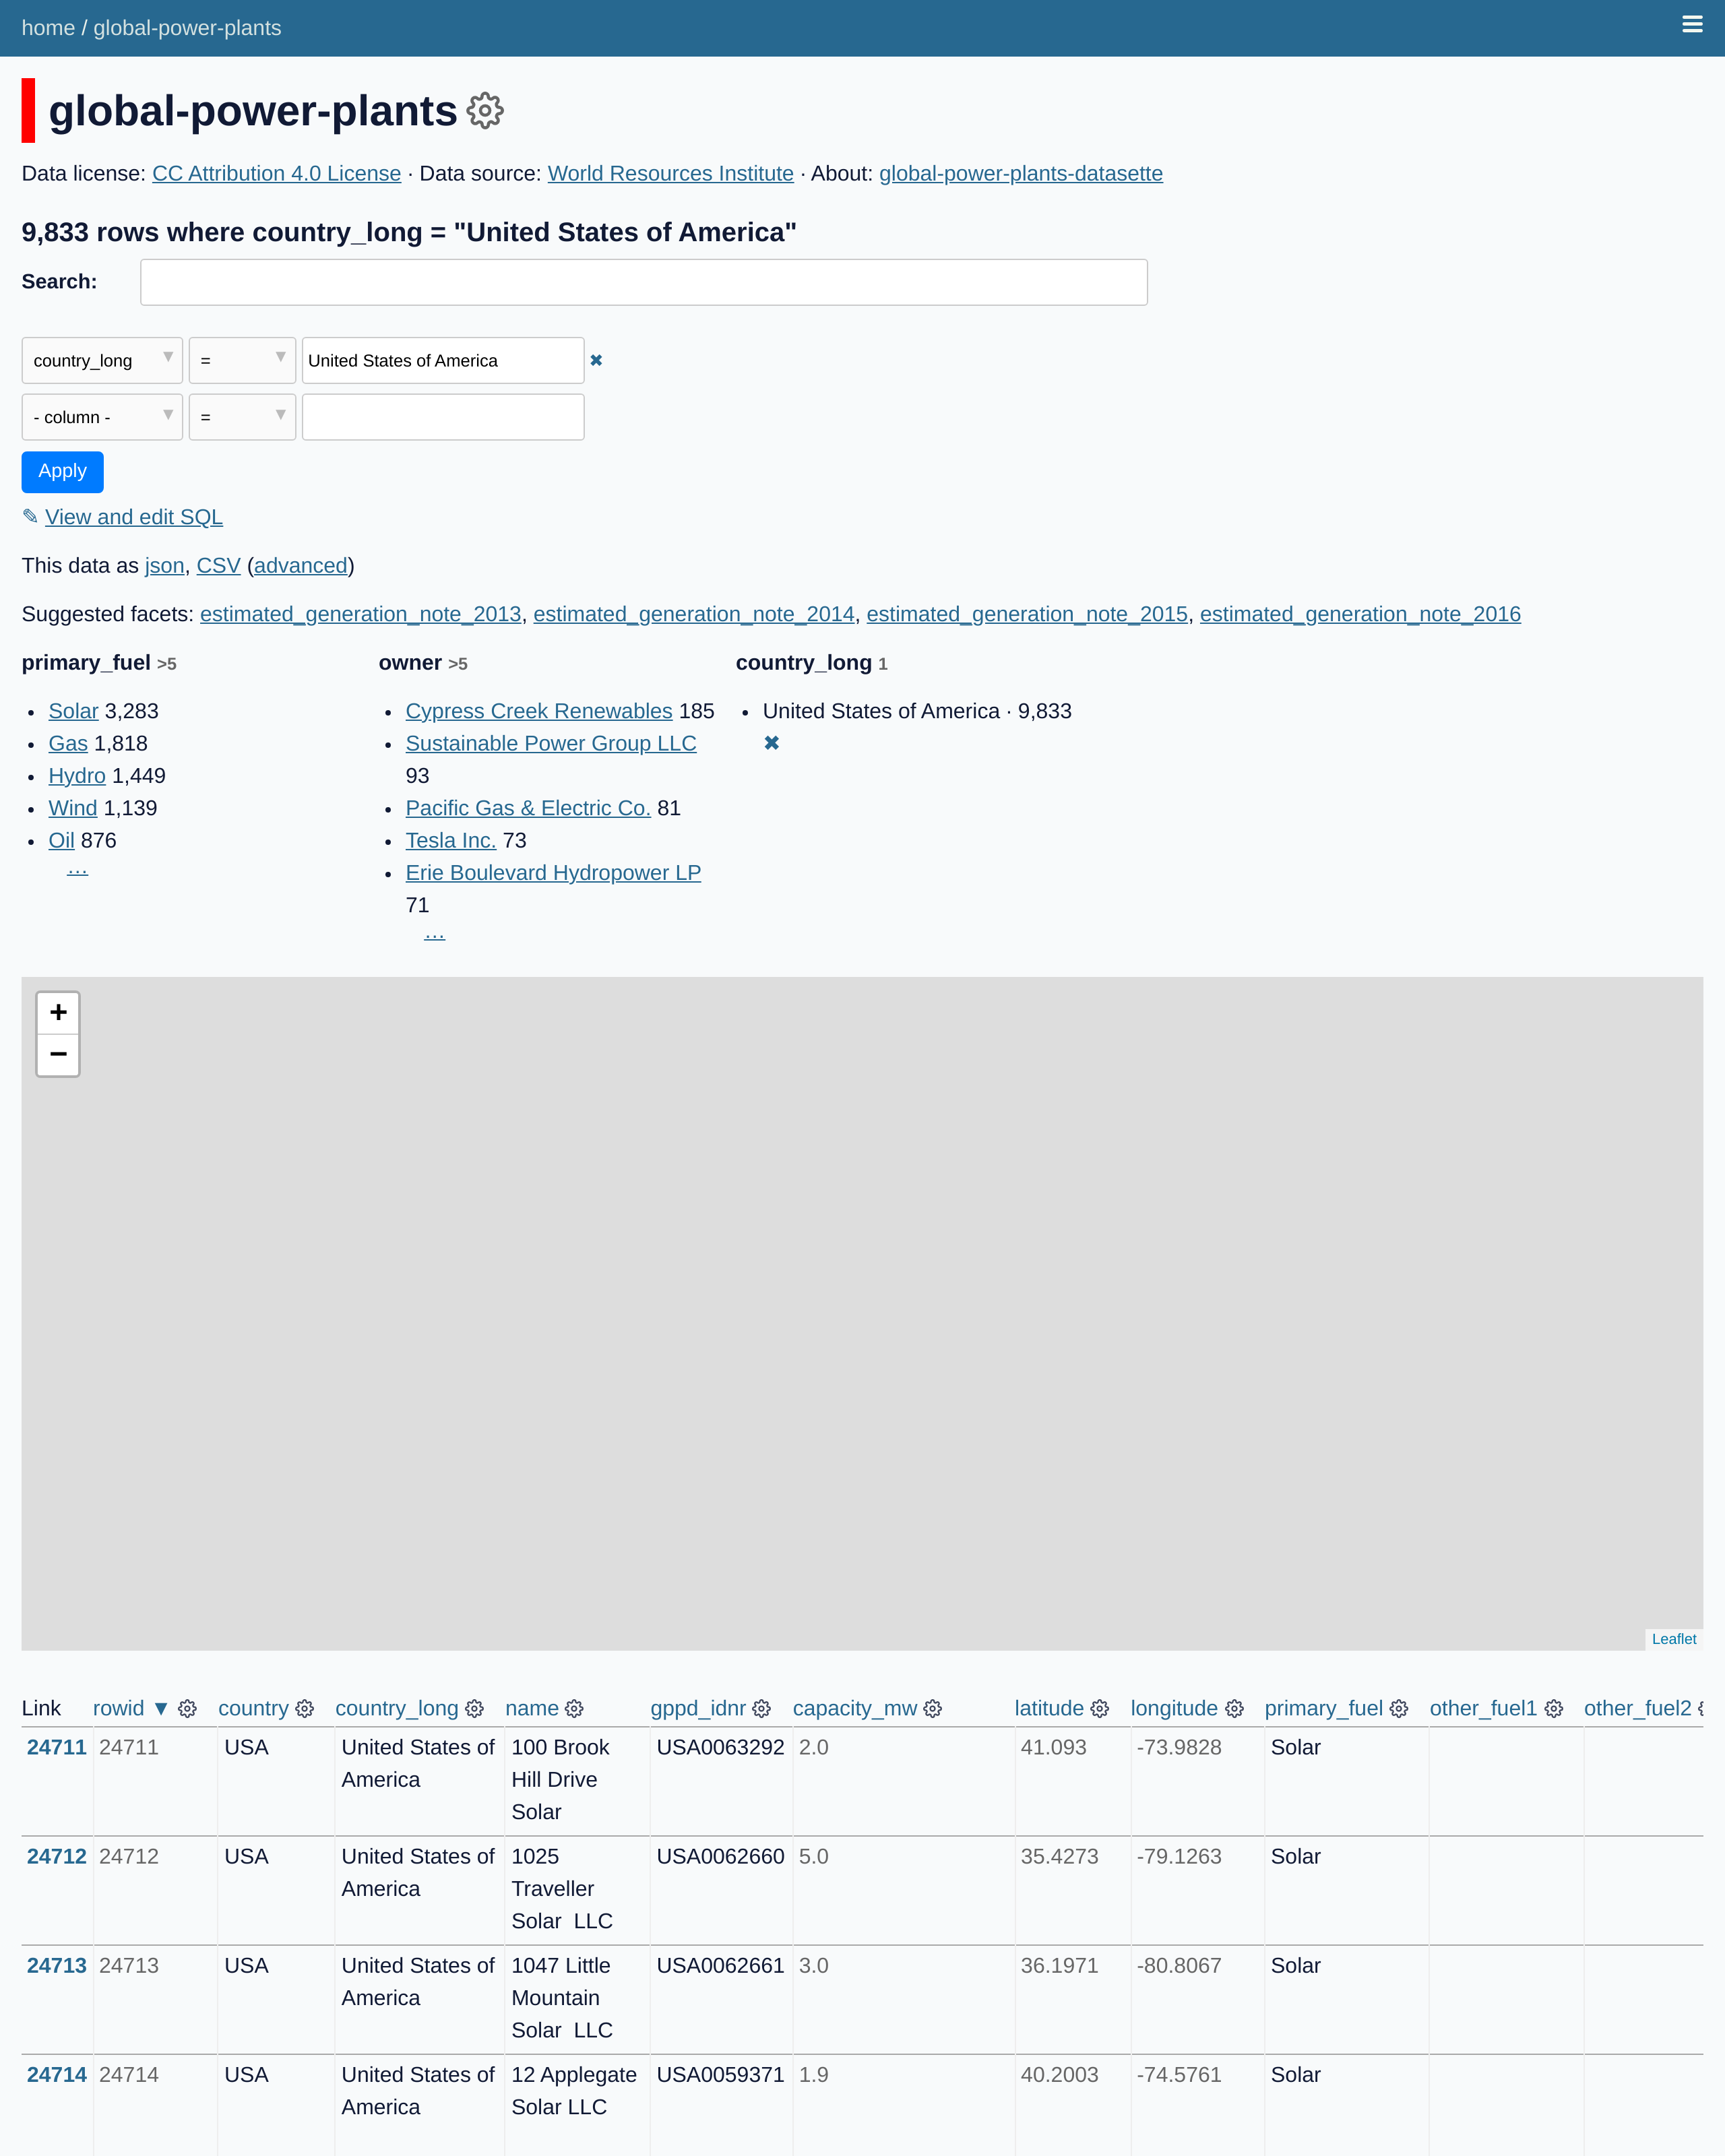 home / global-power-plants
global-power-plants
Data license: CC Attribution 4.0 License · Data source: World Resources Institute · About: global-power-plants-datasette
9,833 rows where country_long = "United States of America"
Search:
country_long ▼ = ▼ United States of America ✖
- column - ▼ = ▼
Apply
✎ View and edit SQL
This data as json, CSV (advanced)
Suggested facets: estimated_generation_note_2013, estimated_generation_note_2014, estimated_generation_note_2015, estimated_generation_note_2016
primary_fuel >5
• Solar 3,283
• Gas 1,818
• Hydro 1,449
• Wind 1,139
• Oil 876
...
owner >5
• Cypress Creek Renewables 185
• Sustainable Power Group LLC
93
• Pacific Gas & Electric Co. 81
• Tesla Inc. 73
• Erie Boulevard Hydropower LP
71
...
country_long 1
• United States of America · 9,833
✖
+
−
Leaflet
Link rowid ▼ country country_long name gppd_idnr capacity_mw latitude longitude primary_fuel other_fuel1 other_fuel2
24711 24711 USA United States of 100 Brook USA0063292 2.0 41.093 -73.9828 Solar
America Hill Drive
Solar
24712 24712 USA United States of 1025 USA0062660 5.0 35.4273 -79.1263 Solar
America Traveller
Solar  LLC
24713 24713 USA United States of 1047 Little USA0062661 3.0 36.1971 -80.8067 Solar
America Mountain
Solar  LLC
24714 24714 USA United States of 12 Applegate USA0059371 1.9 40.2003 -74.5761 Solar
America Solar LLC